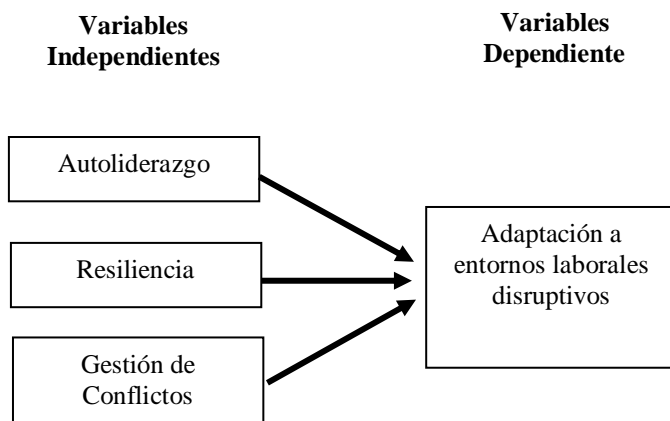 Variables
Independientes
Variables
Dependiente
Autoliderazgo
Resiliencia
Gestión de
Conflictos
Adaptación a
entornos laborales
disruptivos